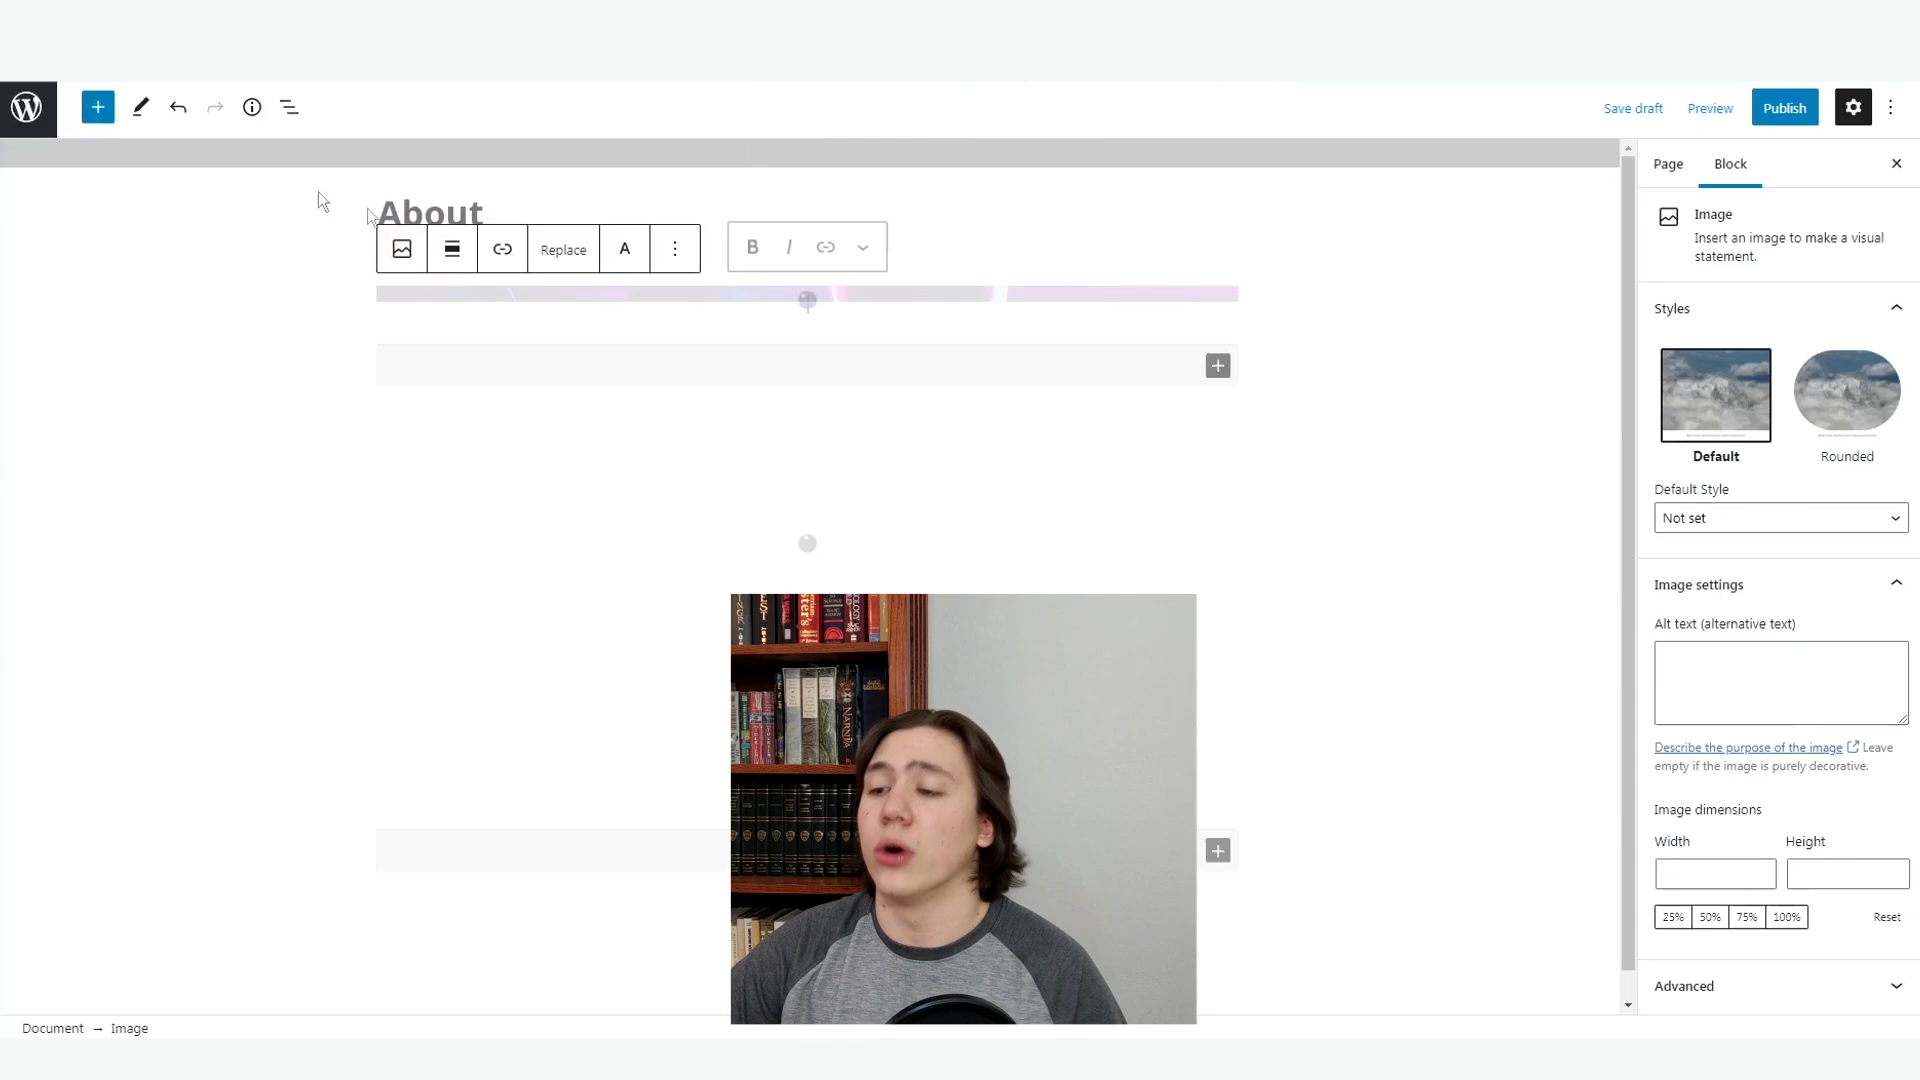 Save draft
Preview
Publish
Page
Block
About
Replace
A
B
I
Image
Insert an image to make a visual
statement.
Styles
Default
Rounded
Default Style
Not set
Image settings
Alt text (alternative text)
Describe the purpose of the image Leave
empty if the image is purely decorative.
Image dimensions
Width
Height
25%
50%
75%
100%
Reset
Advanced
NARNIA
Document → Image